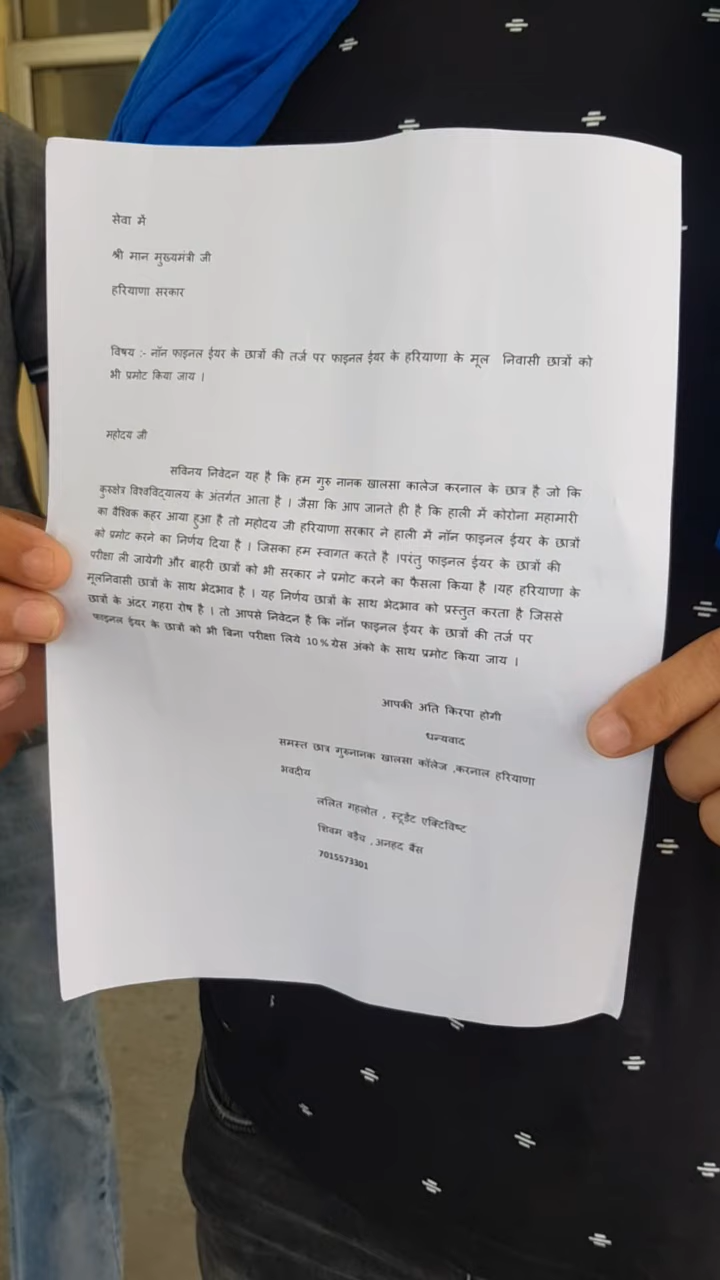 सेवा में
श्री मान मुख्यमंत्री जी
हरियाणा सरकार
विषय :- नॉन फाइनल ईयर के छात्रों की तर्ज पर फाइनल ईयर के हरियाणा के मूल निवासी छात्रों को
भी प्रमोट किया जाय ।
महोदय जी
सविनय निवेदन यह है कि हम गुरु नानक खालसा कालेज करनाल के छात्र है जो कि
कुरुक्षेत्र विश्वविद्यालय के अंतर्गत आता है । जैसा कि आप जानते ही है कि हाली में कोरोना महामारी
का वैश्विक कहर आया हुआ है तो महोदय जी हरियाणा सरकार ने हाली में नॉन फाइनल ईयर के छात्रों
को प्रमोट करने का निर्णय दिया है । जिसका हम स्वागत करते है ।परंतु फाइनल ईयर के छात्रों की
परीक्षा ली जायेगी और बाहरी छात्रों को भी सरकार ने प्रमोट करने का फैसला किया है ।यह हरियाणा के
मूलनिवासी छात्रों के साथ भेदभाव है । यह निर्णय छात्रों के साथ भेदभाव को प्रस्तुत करता है जिससे
छात्रों के अंदर गहरा रोष है । तो आपसे निवेदन है कि नॉन फाइनल ईयर के छात्रों की तर्ज पर
फाइनल ईयर के छात्रों को भी बिना परीक्षा लिये 10%ग्रेस अंको के साथ प्रमोट किया जाय ।
आपकी अति किरपा होगी
धन्यवाद
समस्त छात्र गुरुनानक खालसा कॉलेज ,करनाल हरियाणा
भवदीय
ललित गहलोत , स्टूडेंट एक्टिविष्ट
शिवम वड़ैच ,अनहद बैंस
7015573301